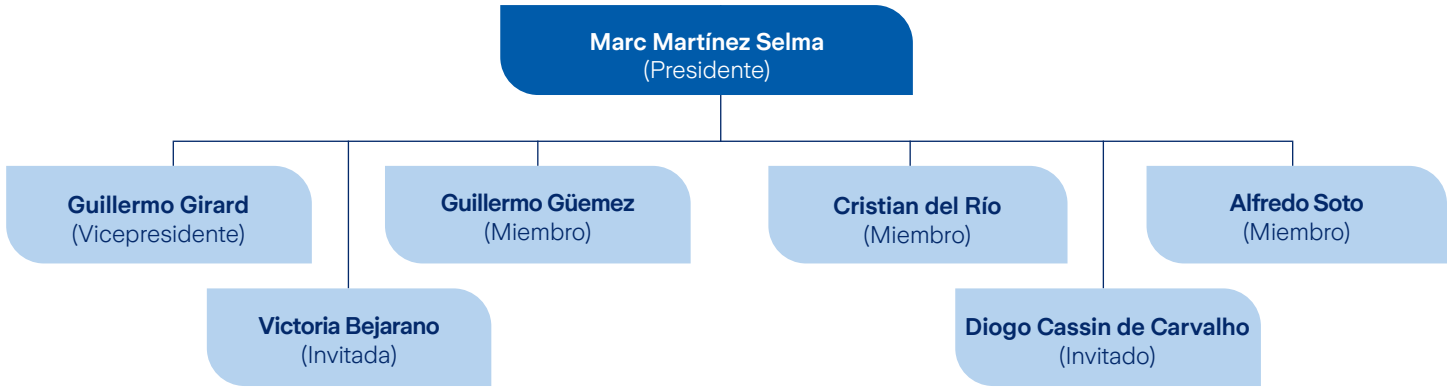 Marc Martínez Selma
(Presidente)
Guillermo Girard
(Vicepresidente)
Guillermo Güemez
(Miembro)
Cristian del Río
(Miembro)
Alfredo Soto
(Miembro)
Victoria Bejarano
(Invitada)
Diogo Cassin de Carvalho
(Invitado)